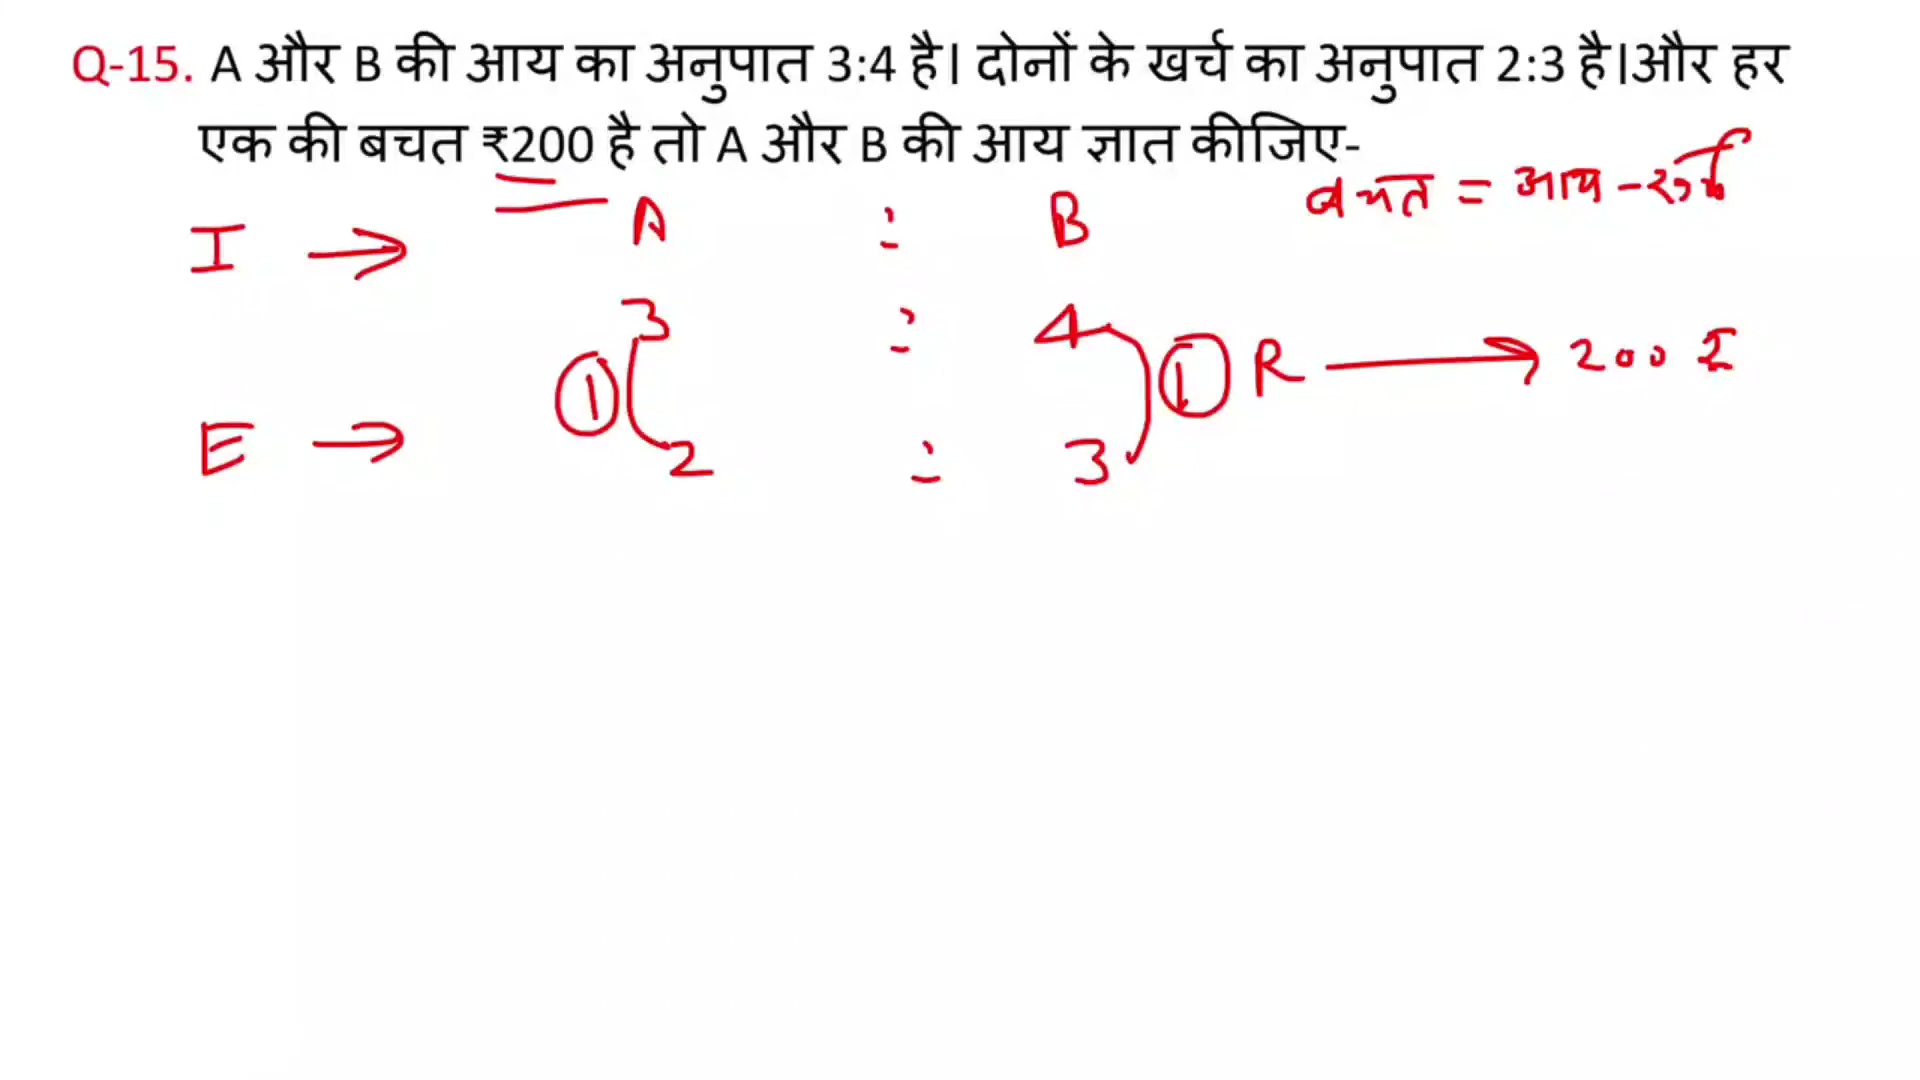 Q-15. A और B की आय का अनुपात 3:4 है। दोनों के खर्च का अनुपात 2:3 है।और हर
एक की बचत ₹200 है तो A और B की आय ज्ञात कीजिए-
बचत = आय - खर्च
I → A : B
3 : 4
① ① R → 200 ₹
E → 2 : 3